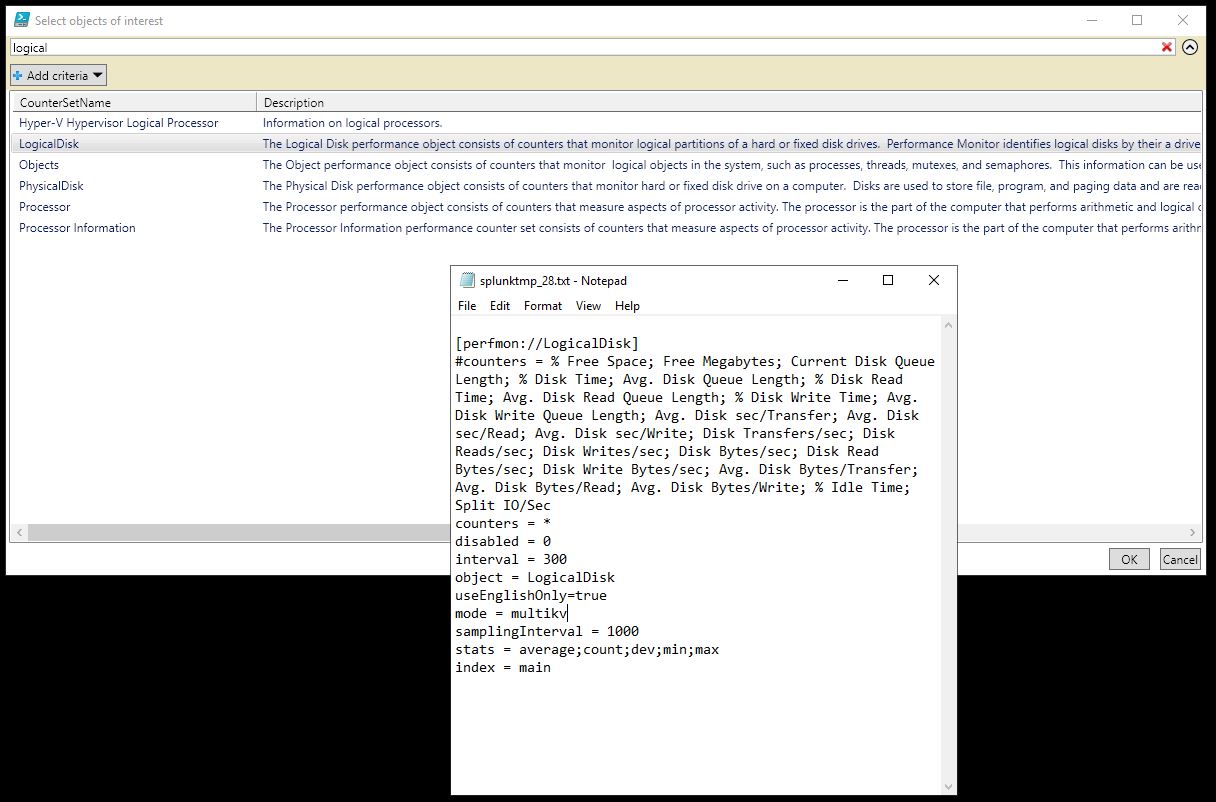 Select objects of interest
logical
Add criteria
CounterSetName Description
Hyper-V Hypervisor Logical Processor Information on logical processors.
LogicalDisk The Logical Disk performance object consists of counters that monitor logical partitions of a hard or fixed disk drives. Performance Monitor identifies logical disks by their a drive
Objects The Object performance object consists of counters that monitor logical objects in the system, such as processes, threads, mutexes, and semaphores. This information can be use
PhysicalDisk The Physical Disk performance object consists of counters that monitor hard or fixed disk drive on a computer. Disks are used to store file, program, and paging data and are rea
Processor The Processor performance object consists of counters that measure aspects of processor activity. The processor is the part of the computer that performs arithmetic and logical
Processor Information The Processor Information performance counter set consists of counters that measure aspects of processor activity. The processor is the part of the computer that performs arithm
OK Cancel
splunktmp_28.txt - Notepad
File Edit Format View Help
[perfmon://LogicalDisk]
#counters = % Free Space; Free Megabytes; Current Disk Queue
Length; % Disk Time; Avg. Disk Queue Length; % Disk Read
Time; Avg. Disk Read Queue Length; % Disk Write Time; Avg.
Disk Write Queue Length; Avg. Disk sec/Transfer; Avg. Disk
sec/Read; Avg. Disk sec/Write; Disk Transfers/sec; Disk
Reads/sec; Disk Writes/sec; Disk Bytes/sec; Disk Read
Bytes/sec; Disk Write Bytes/sec; Avg. Disk Bytes/Transfer;
Avg. Disk Bytes/Read; Avg. Disk Bytes/Write; % Idle Time;
Split IO/Sec
counters = *
disabled = 0
interval = 300
object = LogicalDisk
useEnglishOnly=true
mode = multikv
samplingInterval = 1000
stats = average;count;dev;min;max
index = main